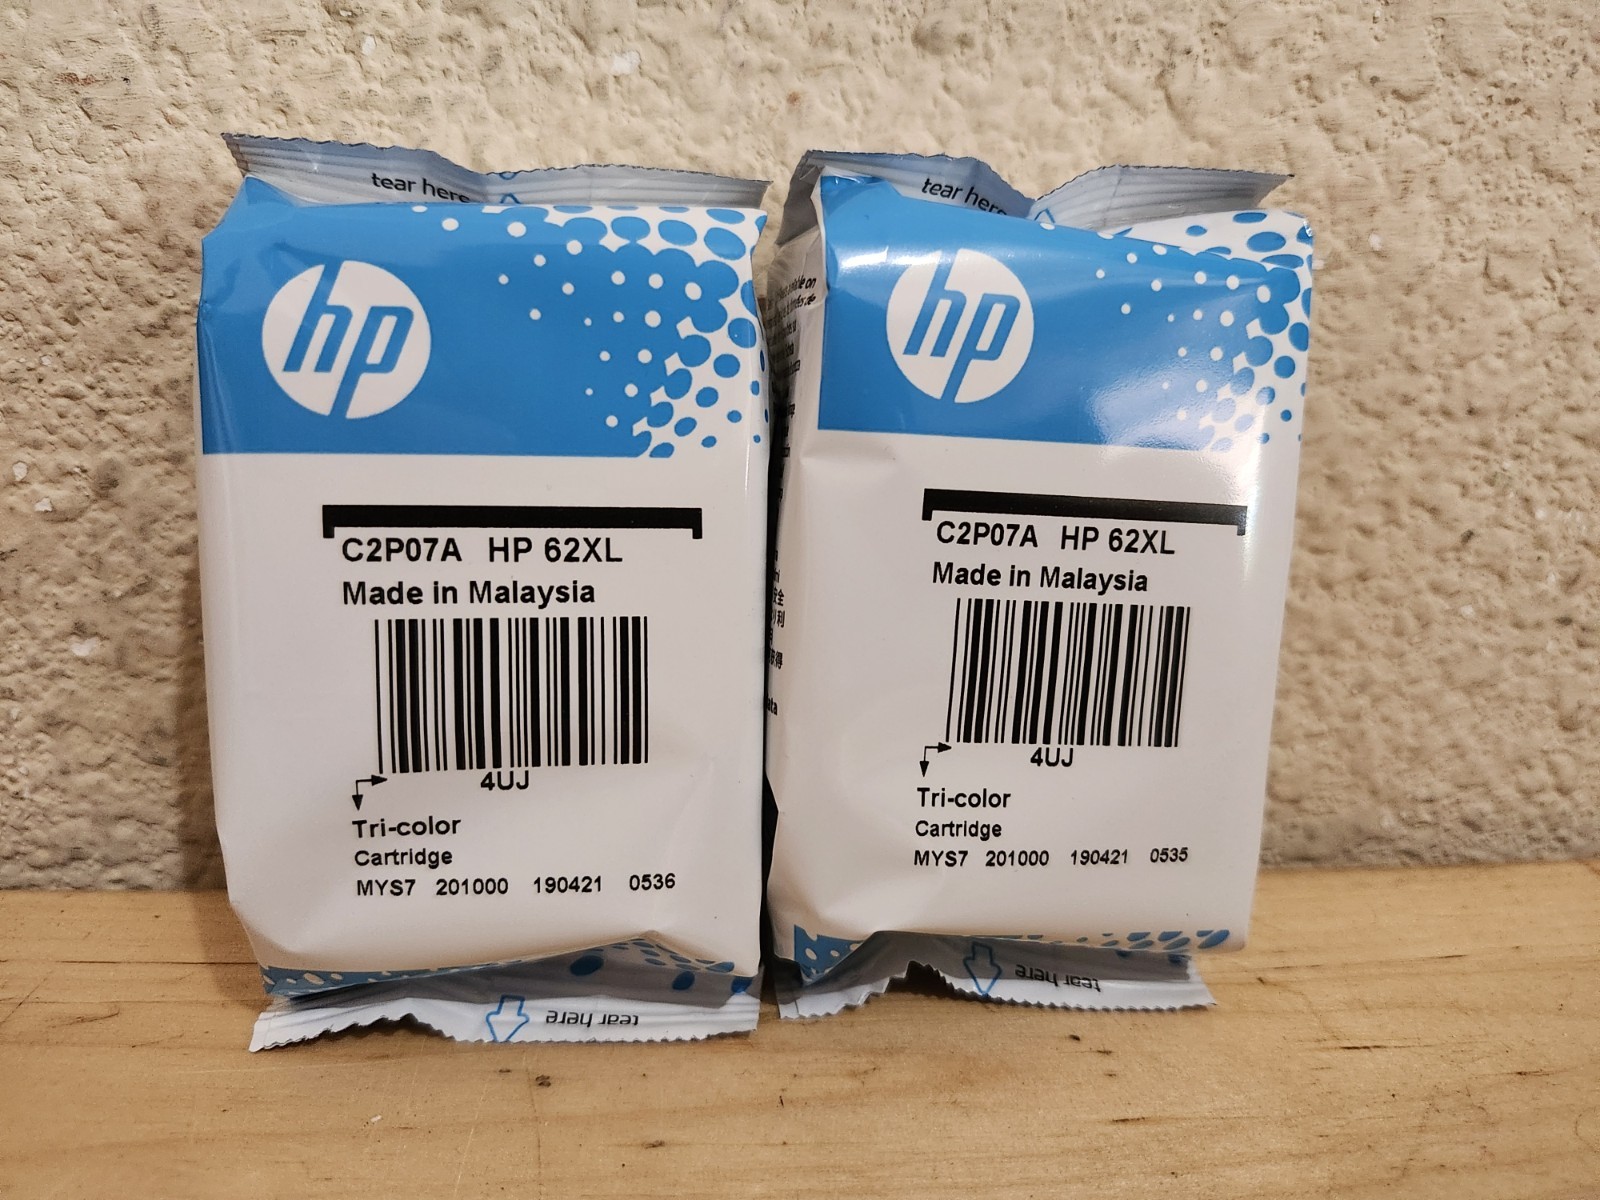 tear here
hp
C2P07A HP 62XL
Made in Malaysia
4UJ
Tri-color
Cartridge
MYS7 201000 190421 0536
tear here
tear here
hp
C2P07A HP 62XL
Made in Malaysia
4UJ
Tri-color
Cartridge
MYS7 201000 190421 0535
tear here